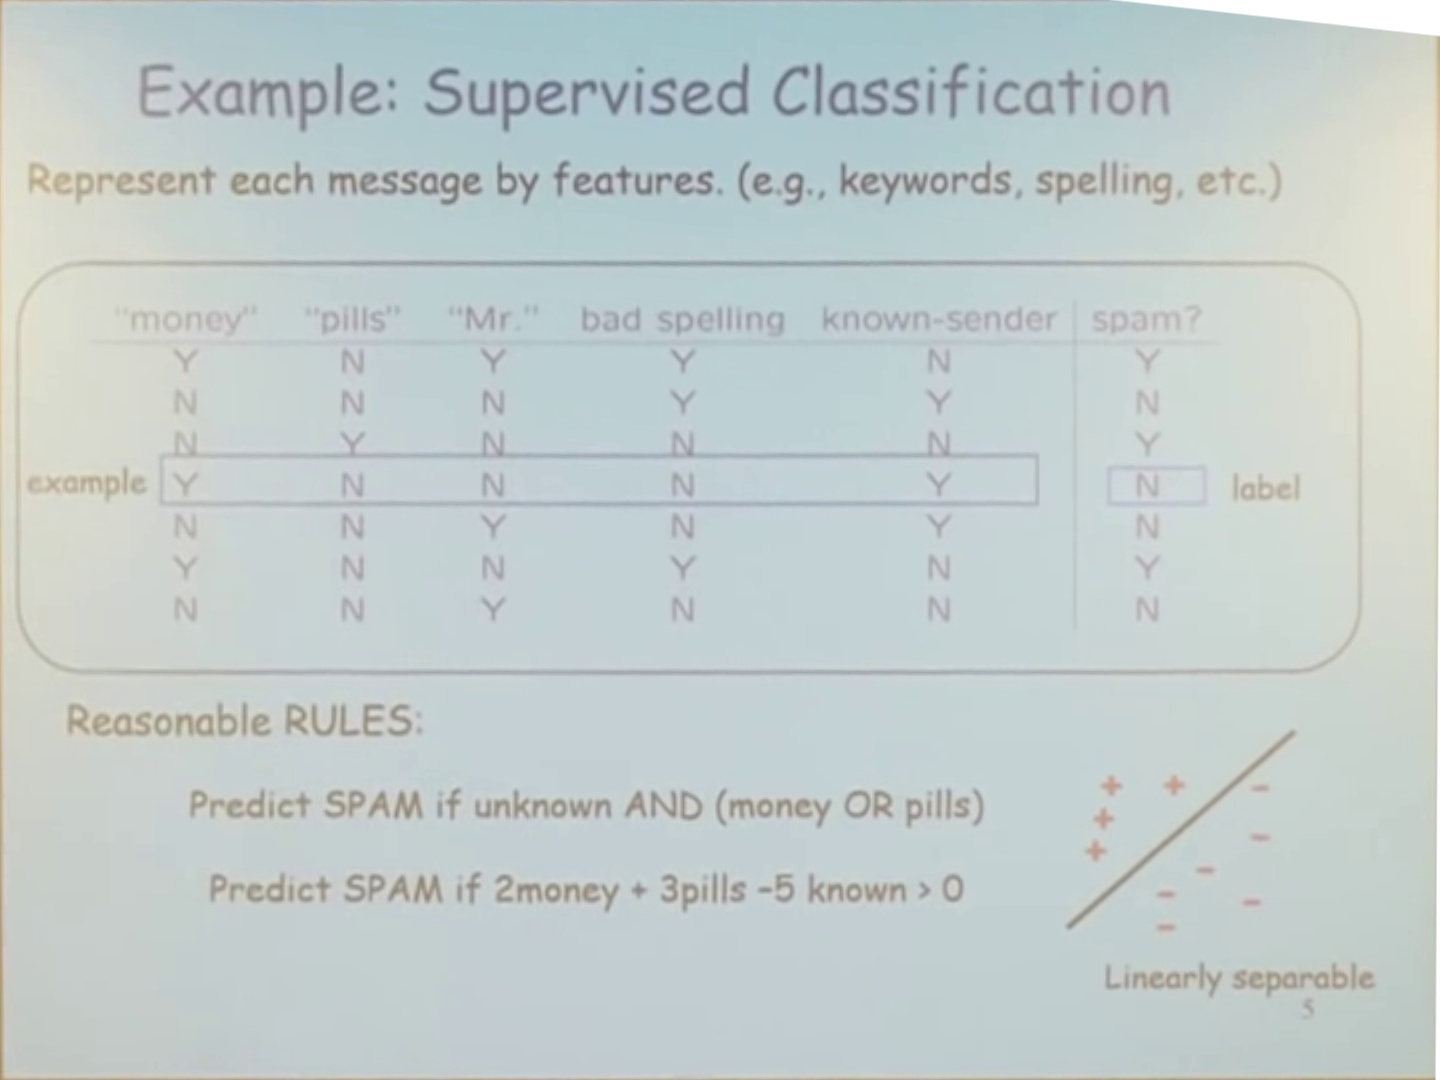 Example: Supervised Classification
Represent each message by features. (e.g., keywords, spelling, etc.)
"money" "pills" "Mr." bad spelling known-sender spam?
Y N Y Y N Y
N N N Y Y N
N Y N N N Y
example Y N N N Y N label
N N Y N Y N
Y N N Y N Y
N N Y N N N
Reasonable RULES:
Predict SPAM if unknown AND (money OR pills)
Predict SPAM if 2money + 3pills -5 known > 0
Linearly separable
5